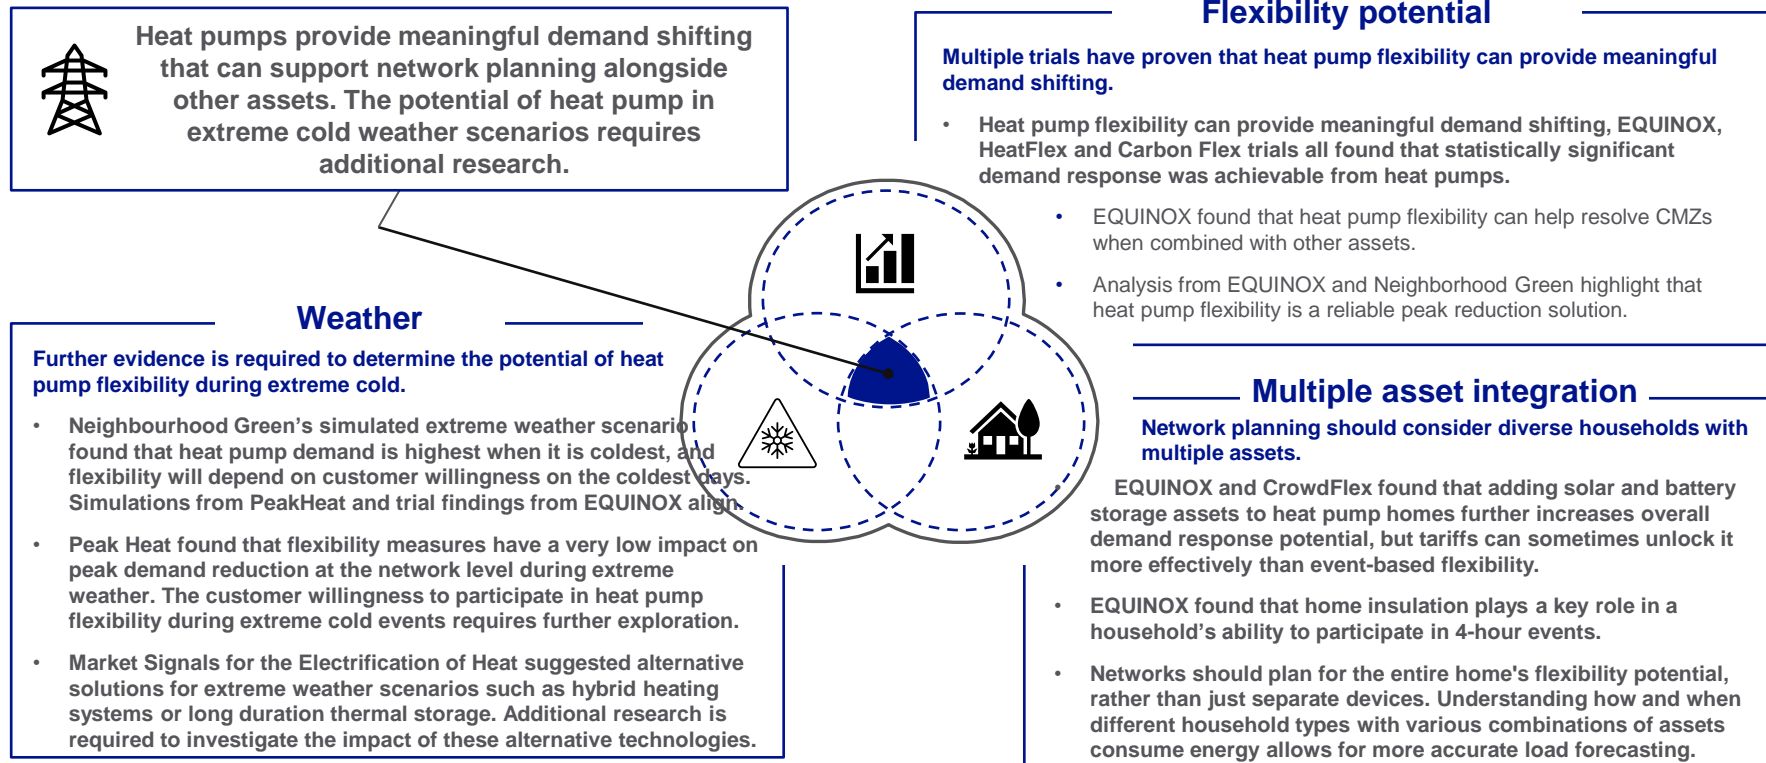 Heat pumps provide meaningful demand shifting
that can support network planning alongside
other assets. The potential of heat pump in
extreme cold weather scenarios requires
additional research.
Flexibility potential
Multiple trials have proven that heat pump flexibility can provide meaningful
demand shifting.
• Heat pump flexibility can provide meaningful demand shifting, EQUINOX,
HeatFlex and Carbon Flex trials all found that statistically significant
demand response was achievable from heat pumps.
• EQUINOX found that heat pump flexibility can help resolve CMZs
when combined with other assets.
• Analysis from EQUINOX and Neighborhood Green highlight that
heat pump flexibility is a reliable peak reduction solution.
Weather
Further evidence is required to determine the potential of heat
pump flexibility during extreme cold.
• Neighbourhood Green’s simulated extreme weather scenario
found that heat pump demand is highest when it is coldest, and
flexibility will depend on customer willingness on the coldest days.
Simulations from PeakHeat and trial findings from EQUINOX align.
• Peak Heat found that flexibility measures have a very low impact on
peak demand reduction at the network level during extreme
weather. The customer willingness to participate in heat pump
flexibility during extreme cold events requires further exploration.
• Market Signals for the Electrification of Heat suggested alternative
solutions for extreme weather scenarios such as hybrid heating
systems or long duration thermal storage. Additional research is
required to investigate the impact of these alternative technologies.
Multiple asset integration
Network planning should consider diverse households with
multiple assets.
• EQUINOX and CrowdFlex found that adding solar and battery
storage assets to heat pump homes further increases overall
demand response potential, but tariffs can sometimes unlock it
more effectively than event-based flexibility.
• EQUINOX found that home insulation plays a key role in a
household’s ability to participate in 4-hour events.
• Networks should plan for the entire home's flexibility potential,
rather than just separate devices. Understanding how and when
different household types with various combinations of assets
consume energy allows for more accurate load forecasting.